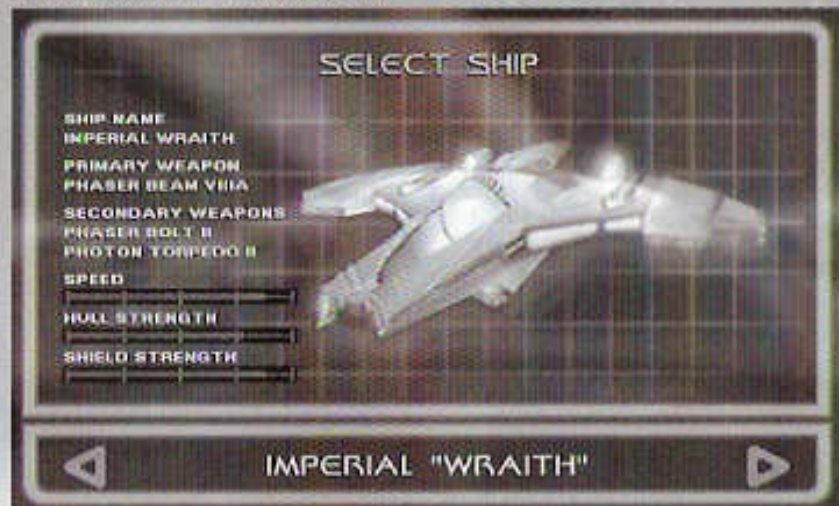 SELECT SHIP
SHIP NAME
IMPERIAL WRAITH
PRIMARY WEAPON
PHASER BEAM VIIIA
SECONDARY WEAPONS
PHASER BOLT II
PHOTON TORPEDO II
SPEED
HULL STRENGTH
SHIELD STRENGTH
IMPERIAL "WRAITH"